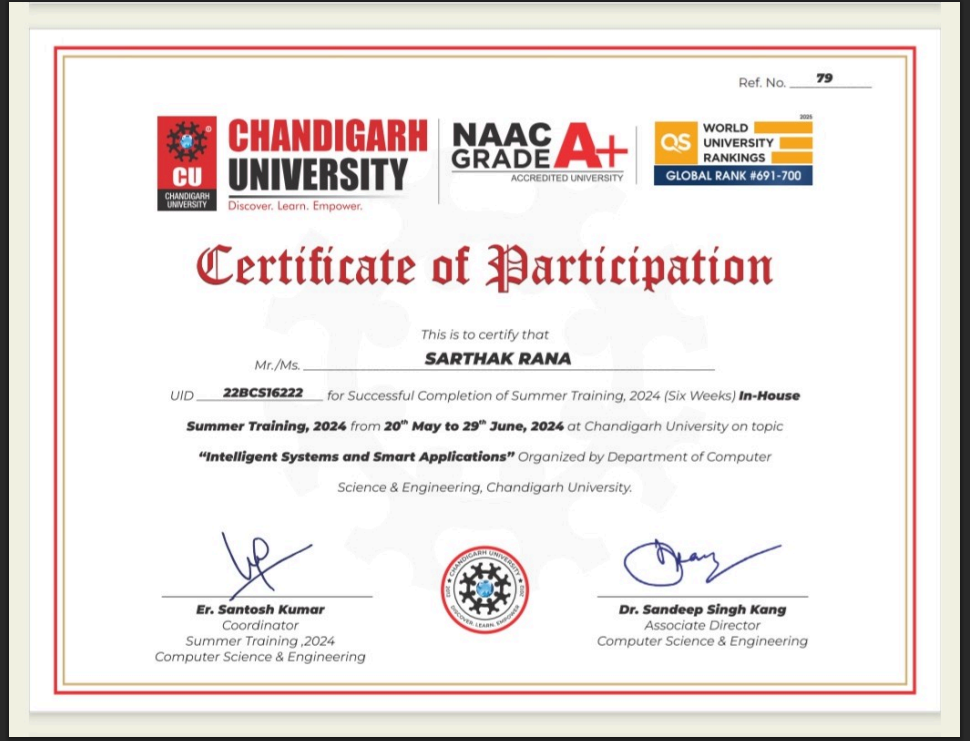 Ref. No. 79
CU
CHANDIGARH
UNIVERSITY
CHANDIGARH
UNIVERSITY
Discover. Learn. Empower.
NAAC
GRADE A+
ACCREDITED UNIVERSITY
QS
WORLD
UNIVERSITY
RANKINGS
GLOBAL RANK #691-700
Certificate of Participation
This is to certify that
Mr./Ms. SARTHAK RANA
UID 22BCS16222 for Successful Completion of Summer Training, 2024 (Six Weeks) In-House
Summer Training, 2024 from 20th May to 29th June, 2024 at Chandigarh University on topic
“Intelligent Systems and Smart Applications” Organized by Department of Computer
Science & Engineering, Chandigarh University.
CHANDIGARH UNIVERSITY
DISCOVER. LEARN. EMPOWER
Er. Santosh Kumar
Coordinator
Summer Training ,2024
Computer Science & Engineering
Dr. Sandeep Singh Kang
Associate Director
Computer Science & Engineering